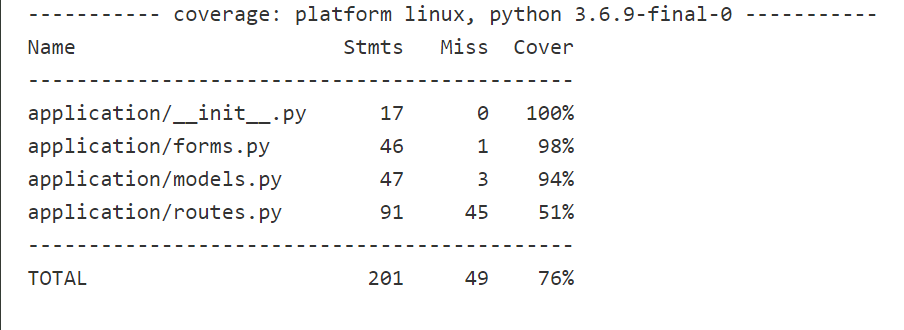 ----------- coverage: platform linux, python 3.6.9-final-0 -----------
Name                      Stmts   Miss  Cover
---------------------------------------------
application/__init__.py      17      0   100%
application/forms.py         46      1    98%
application/models.py        47      3    94%
application/routes.py        91     45    51%
---------------------------------------------
TOTAL                       201     49    76%